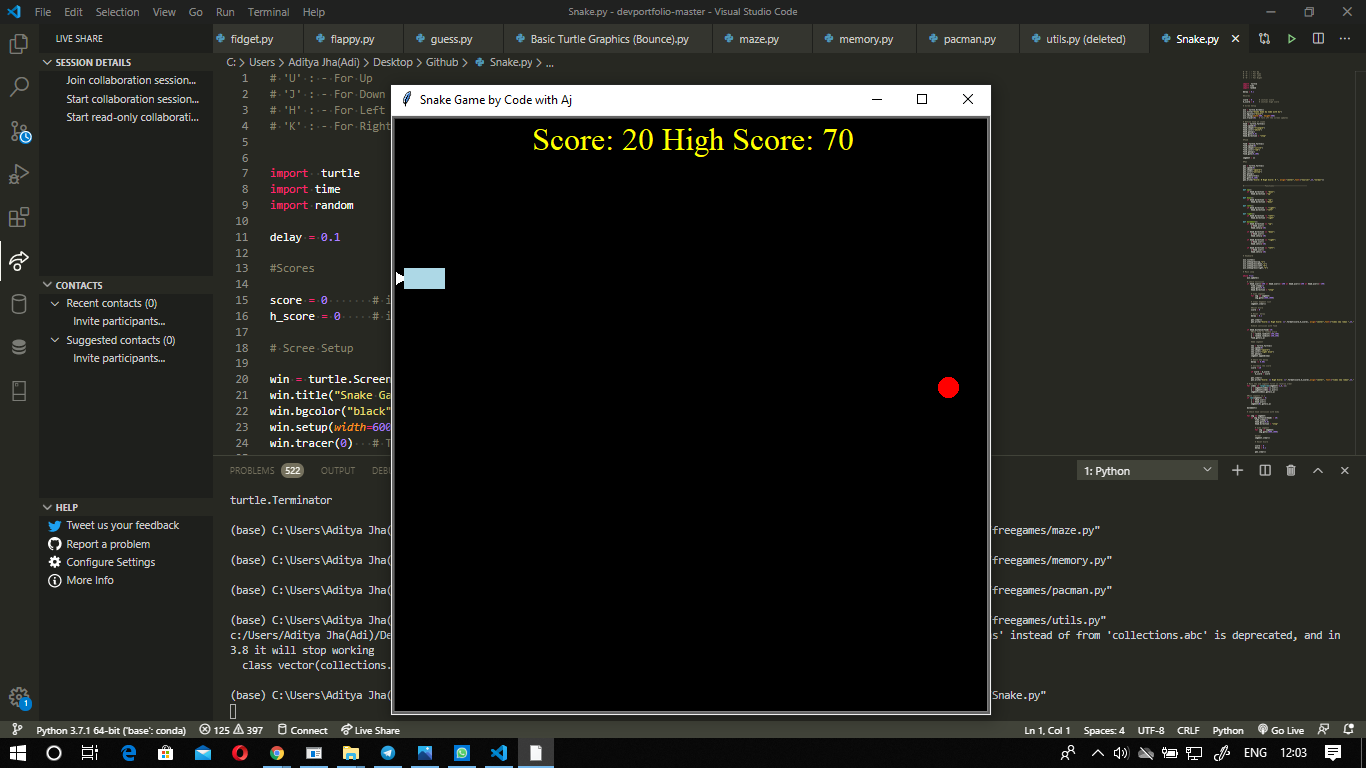 File Edit Selection View Go Run Terminal Help
Snake.py - devportfolio-master - Visual Studio Code
LIVE SHARE
fidget.py flappy.py guess.py Basic Turtle Graphics (Bounce).py maze.py memory.py pacman.py utils.py (deleted) Snake.py
C: > Users > Aditya Jha(Adi) > Desktop > Github > Snake.py > ...
SESSION DETAILS
Join collaboration session...
Start collaboration session...
Start read-only collaborati...
CONTACTS
Recent contacts (0)
Invite participants...
Suggested contacts (0)
Invite participants...
HELP
Tweet us your feedback
Report a problem
Configure Settings
More Info
1 # 'U' : - For Up
2 # 'J' : - For Down
3 # 'H' : - For Left
4 # 'K' : - For Right
5
6
7 import turtle
8 import time
9 import random
10
11 delay = 0.1
12
13 #Scores
14
15 score = 0 # i
16 h_score = 0 # i
17
18 # Scree Setup
19
20 win = turtle.Screen
21 win.title("Snake Ga
22 win.bgcolor("black"
23 win.setup(width=600
24 win.tracer(0) # T
Snake Game by Code with Aj
Score: 20 High Score: 70
PROBLEMS 522 OUTPUT DEB
1: Python
turtle.Terminator
(base) C:\Users\Aditya Jha( freegames/maze.py"
(base) C:\Users\Aditya Jha( freegames/memory.py"
(base) C:\Users\Aditya Jha( freegames/pacman.py"
(base) C:\Users\Aditya Jha( freegames/utils.py"
c:/Users/Aditya Jha(Adi)/De s' instead of from 'collections.abc' is deprecated, and in
3.8 it will stop working
class vector(collections.
(base) C:\Users\Aditya Jha( Snake.py"
1
Python 3.7.1 64-bit ('base': conda) 125 397 Connect Live Share
Ln 1, Col 1 Spaces: 4 UTF-8 CRLF Python Go Live
ENG 12:03